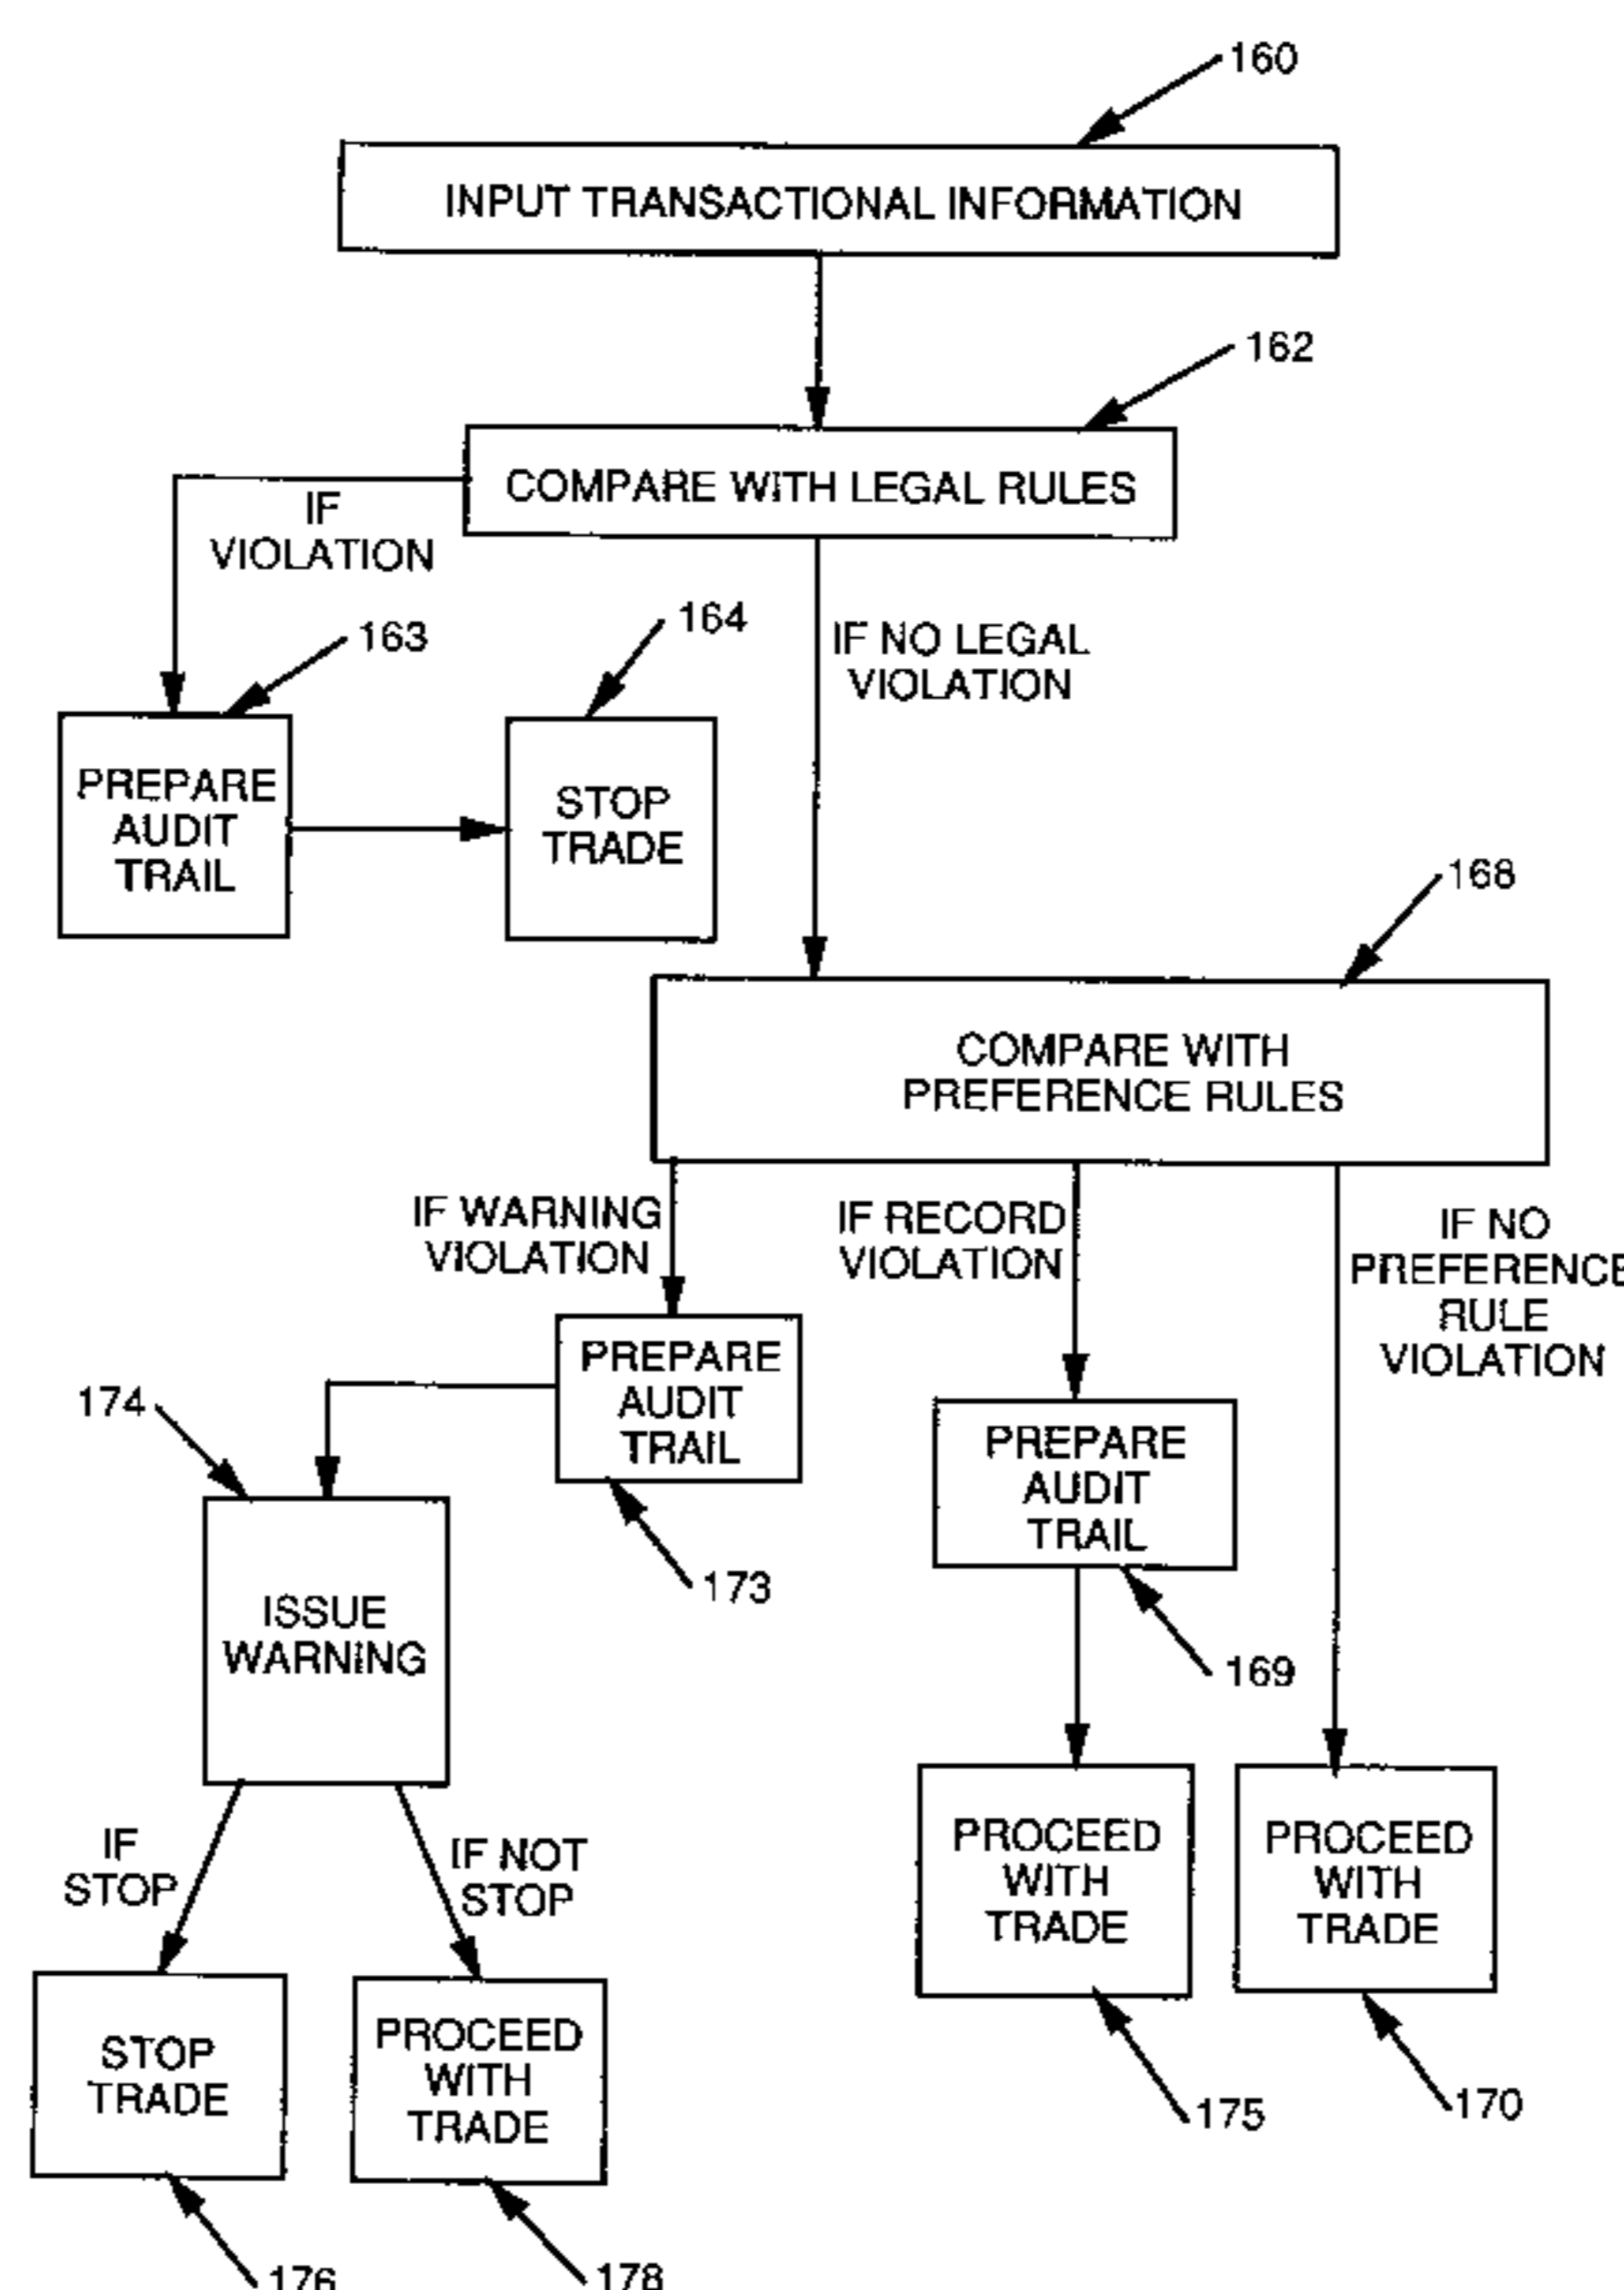 160
INPUT TRANSACTIONAL INFORMATION
162
COMPARE WITH LEGAL RULES
IF
VIOLATION
163
164
IF NO LEGAL
VIOLATION
PREPARE
AUDIT
TRAIL
STOP
TRADE
168
COMPARE WITH
PREFERENCE RULES
IF WARNING
VIOLATION
IF RECORD
VIOLATION
IF NO
PREFERENCE
RULE
VIOLATION
PREPARE
AUDIT
TRAIL
173
174
PREPARE
AUDIT
TRAIL
169
ISSUE
WARNING
IF
STOP
IF NOT
STOP
PROCEED
WITH
TRADE
175
PROCEED
WITH
TRADE
170
STOP
TRADE
176
PROCEED
WITH
TRADE
178